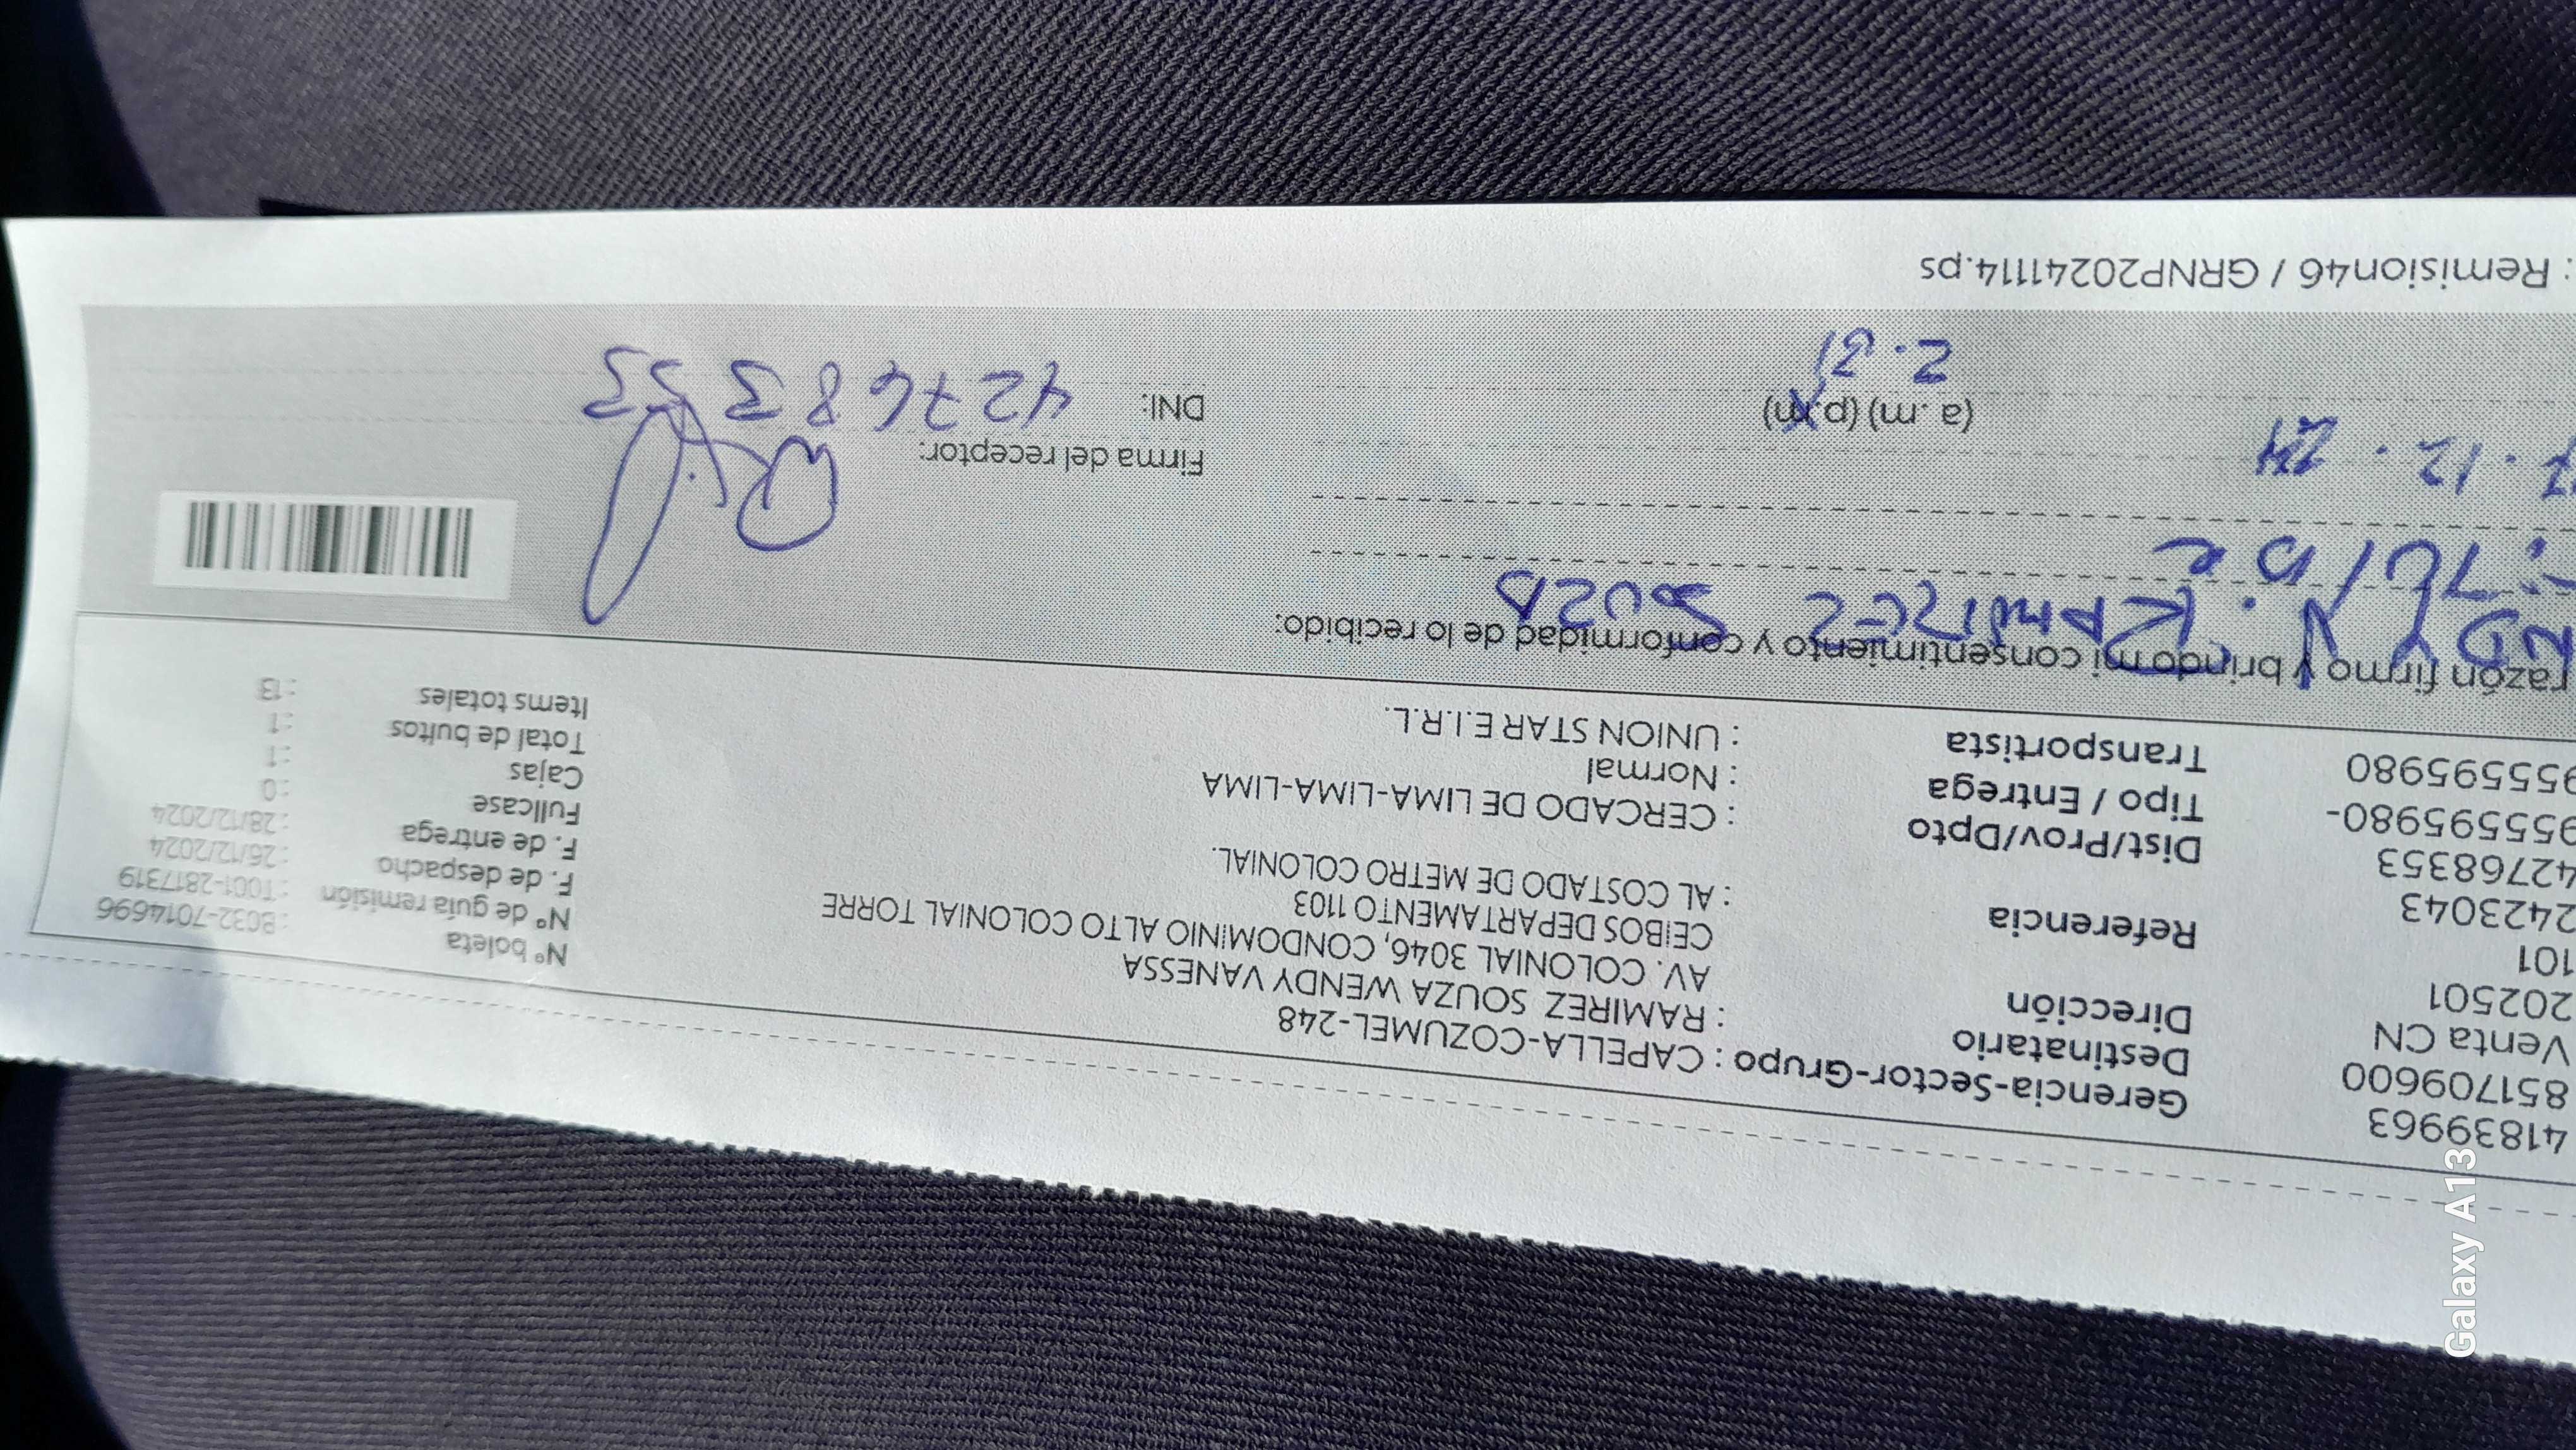 41839963
851709600
Venta CN
202501
101
2423043
42768353
955595980-
955595980
Gerencia-Sector-Grupo : CAPELLA-COZUMEL-248
Destinatario : RAMIREZ SOUZA WENDY VANESSA
Dirección
AV. COLONIAL 3046, CONDOMINIO ALTO COLONIAL TORRE
CEIBOS DEPARTAMENTO 1103
Referencia : AL COSTADO DE METRO COLONIAL.
Dist/Prov/Dpto : CERCADO DE LIMA-LIMA-LIMA
Tipo / Entrega : Normal
Transportista : UNION STAR E.I.R.L.
N° boleta : B032-7014696
N° de guía remisión : T001-2817319
F. de despacho : 26/12/2024
F. de entrega : 28/12/2024
Fullcase : 0
Cajas : 1
Total de bultos : 1
Items totales : 13
razón firmo y brindo mi consentimiento y conformidad de lo recibido:
RAMIREZ SOUZA
12 . 24
(a .m) (p.m)
2.31
Firma del receptor:
DNI: 42768353
: Remision46 / GRNP20241114.ps
Galaxy A13